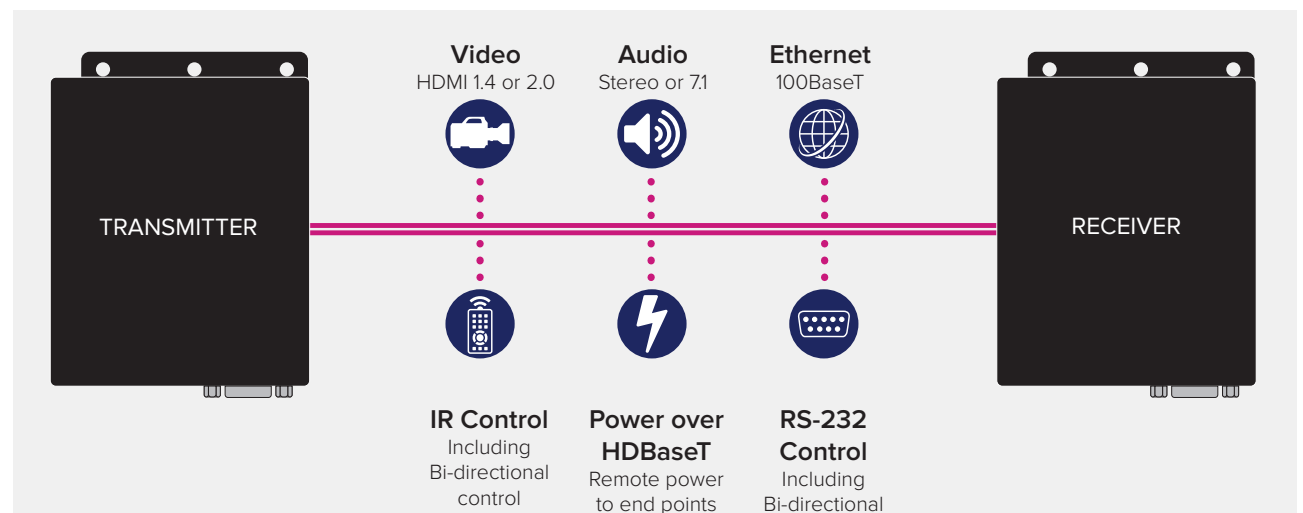 Video
HDMI 1.4 or 2.0
Audio
Stereo or 7.1
Ethernet
100BaseT
TRANSMITTER
RECEIVER
IR Control
Including
Bi-directional
control
Power over
HDBaseT
Remote power
to end points
RS-232
Control
Including
Bi-directional